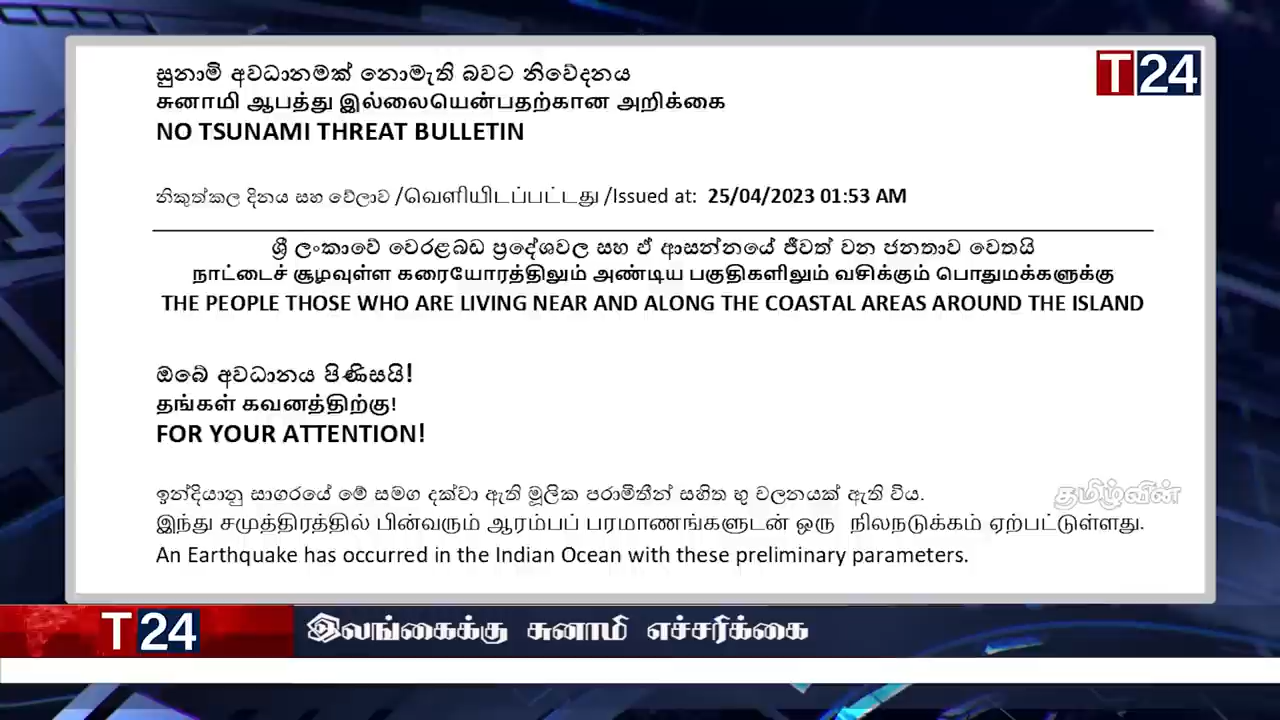 සුනාමි අවධානමක් නොමැති බවට නිවේදනය
T24
சுனாமி ஆபத்து இல்லையென்பதற்கான அறிக்கை
NO TSUNAMI THREAT BULLETIN
නිකුත්කල දිනය සහ වේලාව /வெளியிடப்பட்டது /Issued at: 25/04/2023 01:53 AM
ශ්‍රී ලංකාවේ වෙරළබඩ ප්‍රදේශවල සහ ඒ ආසන්නයේ ජීවත් වන ජනතාව වෙතයි
நாட்டைச் சூழவுள்ள கரையோரத்திலும் அண்டிய பகுதிகளிலும் வசிக்கும் பொதுமக்களுக்கு
THE PEOPLE THOSE WHO ARE LIVING NEAR AND ALONG THE COASTAL AREAS AROUND THE ISLAND
ඔබේ අවධානය පිණිසයි!
தங்கள் கவனத்திற்கு!
FOR YOUR ATTENTION!
ඉන්දියානු සාගරයේ මේ සමග දක්වා ඇති මූලික පරාමිතීන් සහිත භූ චලනයක් ඇති විය.
தமிழ்வின்
இந்து சமுத்திரத்தில் பின்வரும் ஆரம்பப் பரமாணங்களுடன் ஒரு நிலநடுக்கம் ஏற்பட்டுள்ளது.
An Earthquake has occurred in the Indian Ocean with these preliminary parameters.
T24 இலங்கைக்கு சுனாமி எச்சரிக்கை